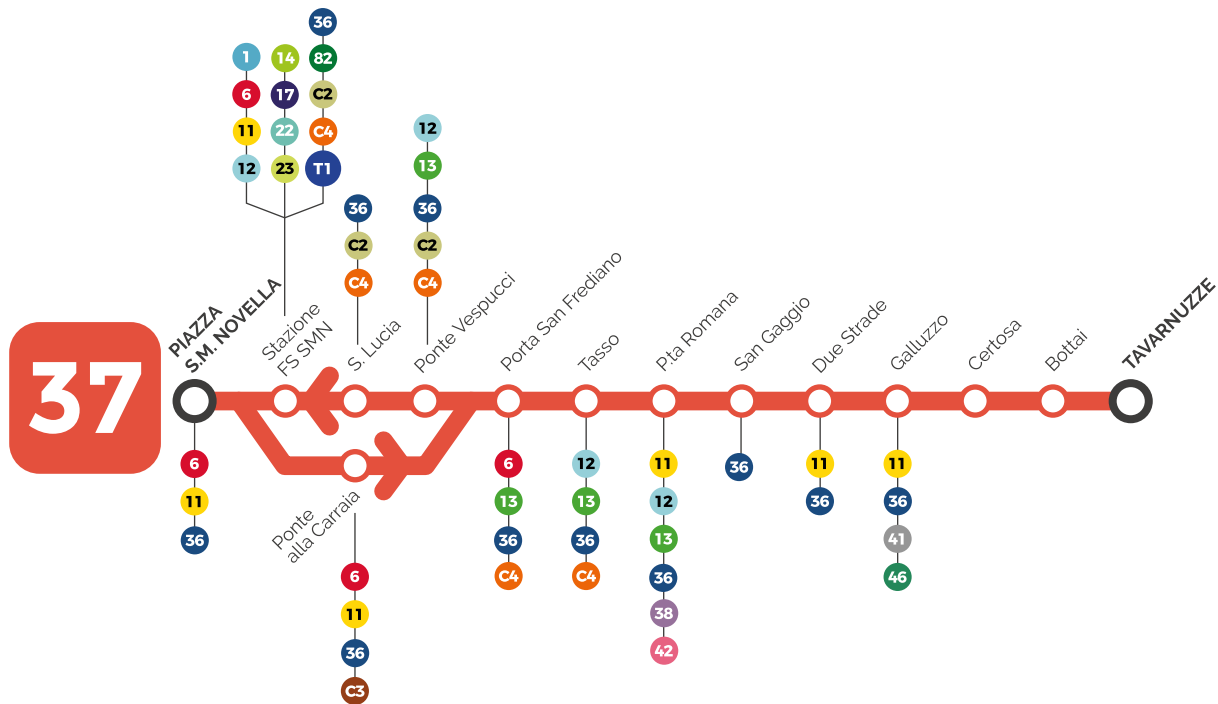 36
1
14
82
6
17
C2
11
22
C4
12
23
T1
12
13
36
C2
C4
36
C2
C4
37
PIAZZA
S.M. NOVELLA
Stazione
FS SMN
S. Lucia
Ponte Vespucci
Porta San Frediano
Tasso
P.ta Romana
San Gaggio
Due Strade
Galluzzo
Certosa
Bottai
TAVARNUZZE
6
11
36
Ponte
alla Carraia
6
11
36
C3
6
13
36
C4
12
13
36
C4
11
12
13
36
38
42
36
11
36
11
36
41
46